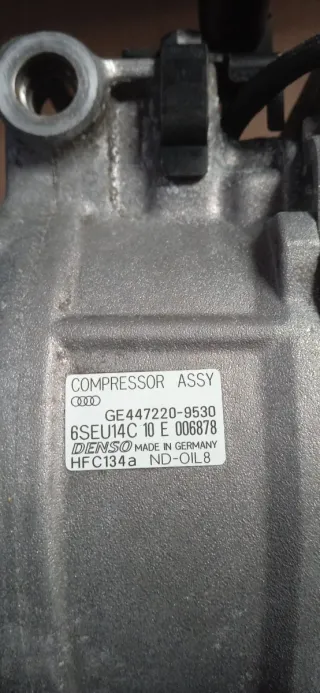 COMPRESSOR ASSY
GE447220-9530
6SEU14C 10 E 006878
DENSO MADE IN GERMANY
HFC134a ND-OIL8